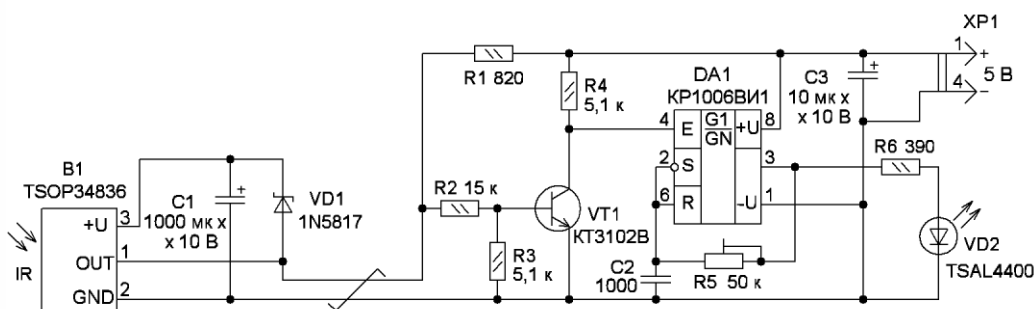 XP1
1
+
5 В
4
−
R1 820
R4
5,1 к
DA1
КР1006ВИ1
C3
10 мк х
х 10 В
+
4
E
G1
GN
+U
8
2
S
3
6
R
-U
1
R6 390
B1
TSOP34836
+U
3
OUT
1
GND
2
IR
C1
1000 мк х
х 10 В
+
VD1
1N5817
R2 15 к
R3
5,1 к
VT1
КТ3102В
C2
1000
R5 50 к
VD2
TSAL4400